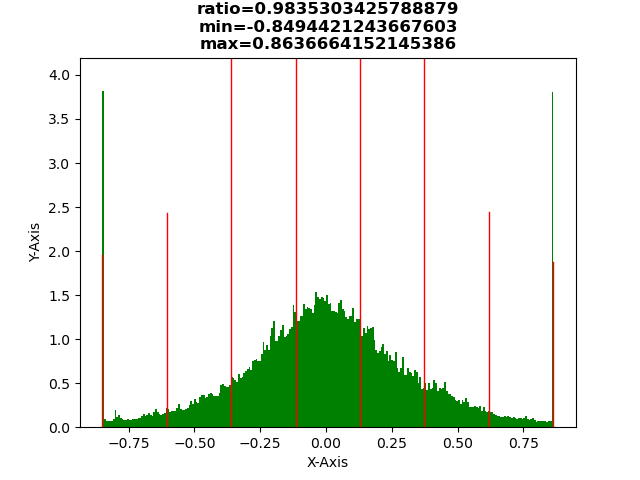 ratio=0.9835303425788879
min=-0.8494421243667603
max=0.8636664152145386
4.0
3.5
3.0
2.5
2.0
1.5
1.0
0.5
0.0
Y-Axis
−0.75 −0.50 −0.25 0.00 0.25 0.50 0.75
X-Axis